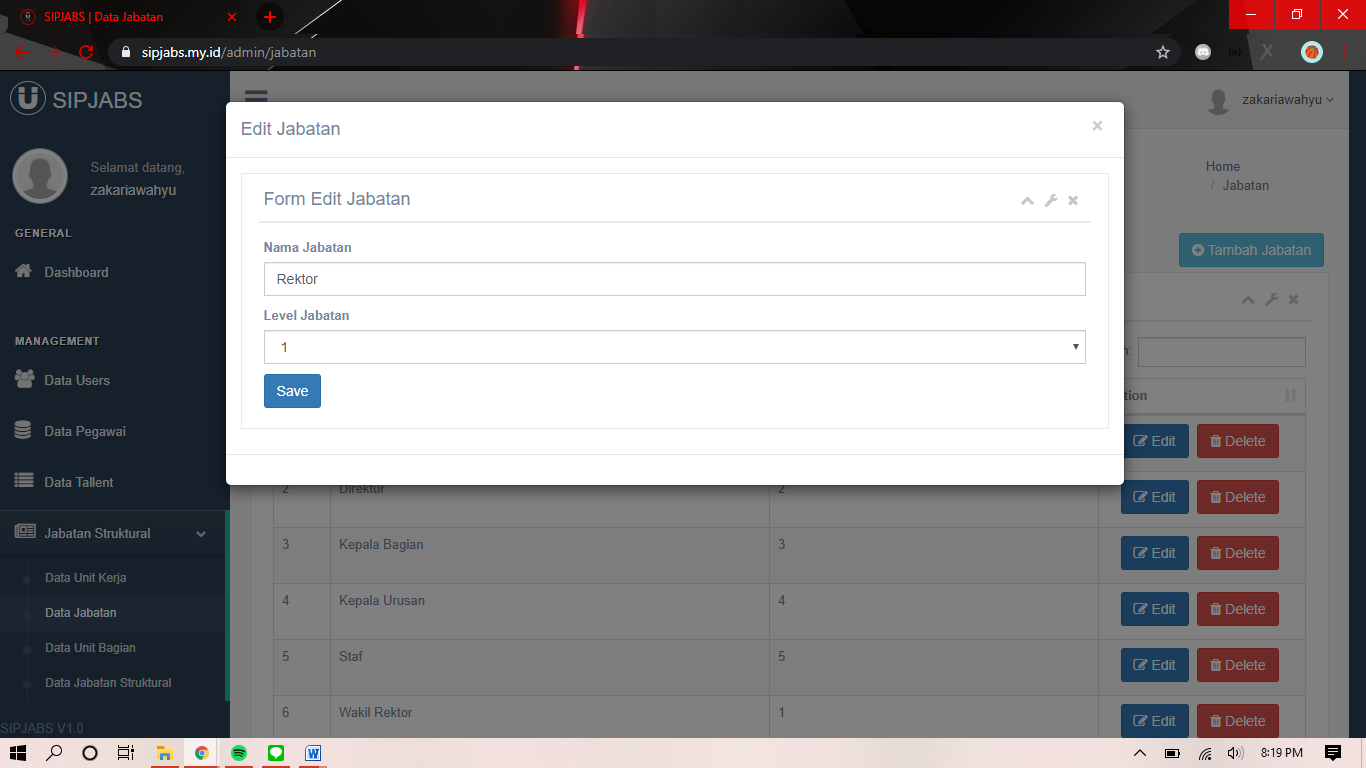 SIPJABS | Data Jabatan
sipjabs.my.id/admin/jabatan
SIPJABS
zakariawahyu
Selamat datang,
zakariawahyu
GENERAL
Dashboard
MANAGEMENT
Data Users
Data Pegawai
Data Tallent
Jabatan Struktural
Data Unit Kerja
Data Jabatan
Data Unit Bagian
Data Jabatan Struktural
SIPJABS V1.0
Home
/ Jabatan
Tambah Jabatan
Edit Jabatan
Form Edit Jabatan
Nama Jabatan
Rektor
Level Jabatan
1
Save
Edit Delete
2 Direktur 2 Edit Delete
3 Kepala Bagian 3 Edit Delete
4 Kepala Urusan 4 Edit Delete
5 Staf 5 Edit Delete
6 Wakil Rektor 1 Edit Delete
8:19 PM